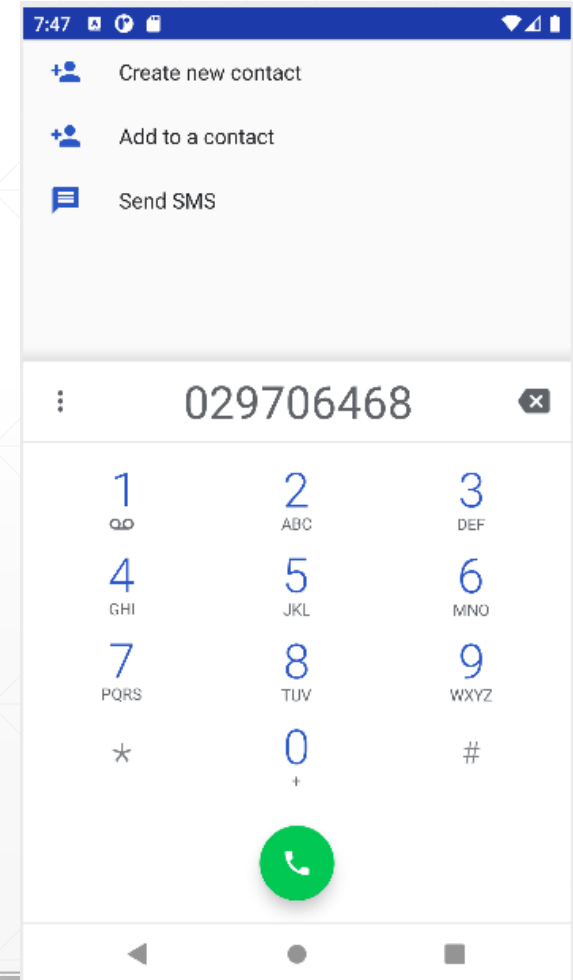 7:47
Create new contact
Add to a contact
Send SMS
029706468
1 2 3
ABC DEF
4 5 6
GHI JKL MNO
7 8 9
PQRS TUV WXYZ
* 0 #
+